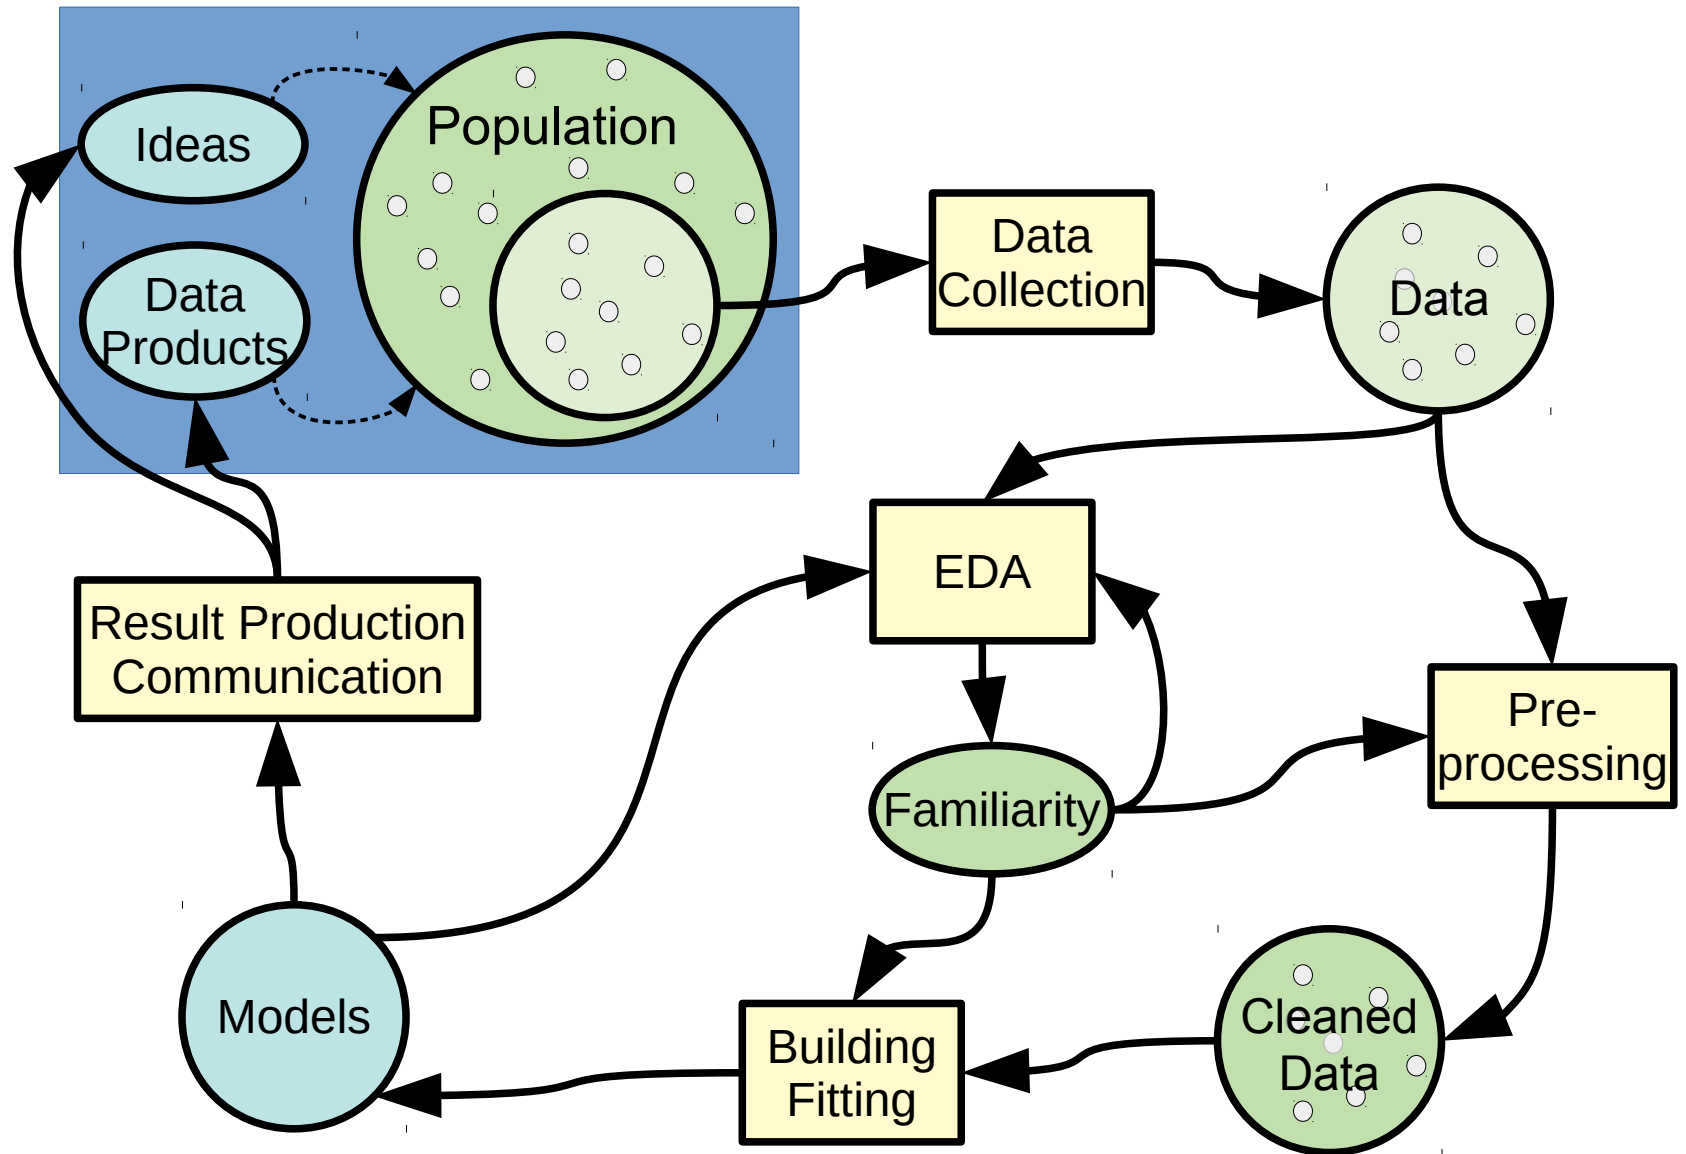 Ideas
Population
Data
Products
Data
Collection
Data
EDA
Result Production
Communication
Pre-
processing
Familiarity
Models
Building
Fitting
Cleaned
Data